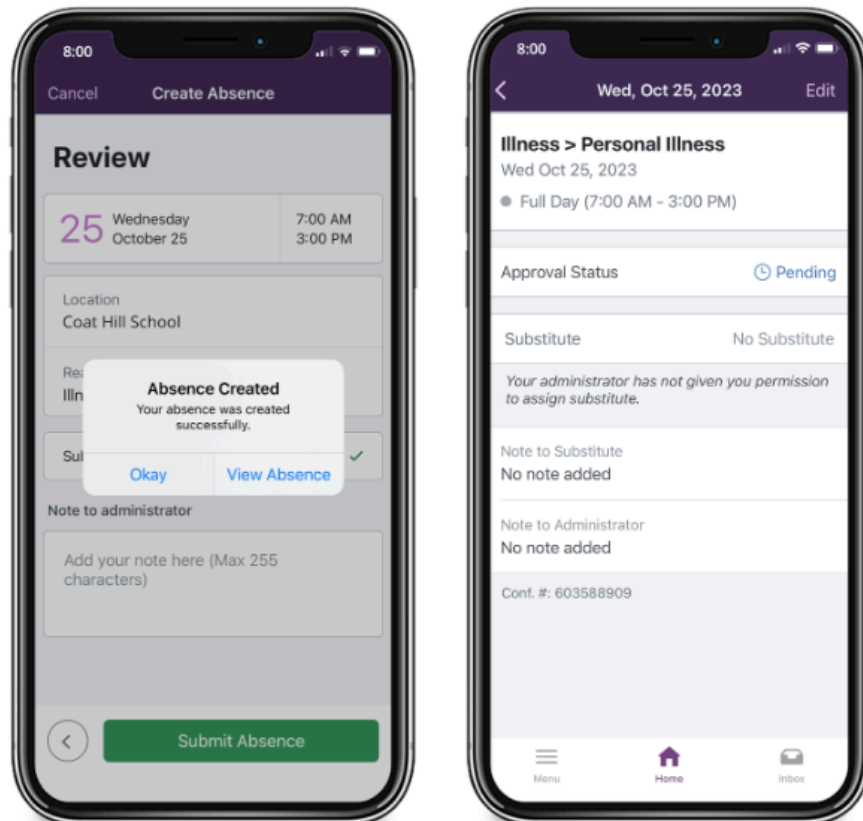 8:00
Cancel
Create Absence
Review
25
Wednesday
October 25
7:00 AM
3:00 PM
Location
Coat Hill School
Absence Created
Your absence was created
successfully.
Okay
View Absence
Note to administrator
Add your note here (Max 255
characters)
Submit Absence
8:00
Wed, Oct 25, 2023
Edit
Illness > Personal Illness
Wed Oct 25, 2023
Full Day (7:00 AM - 3:00 PM)
Approval Status
Pending
Substitute
No Substitute
Your administrator has not given you permission
to assign substitute.
Note to Substitute
No note added
Note to Administrator
No note added
Conf. #: 603588909
Menu
Home
Inbox